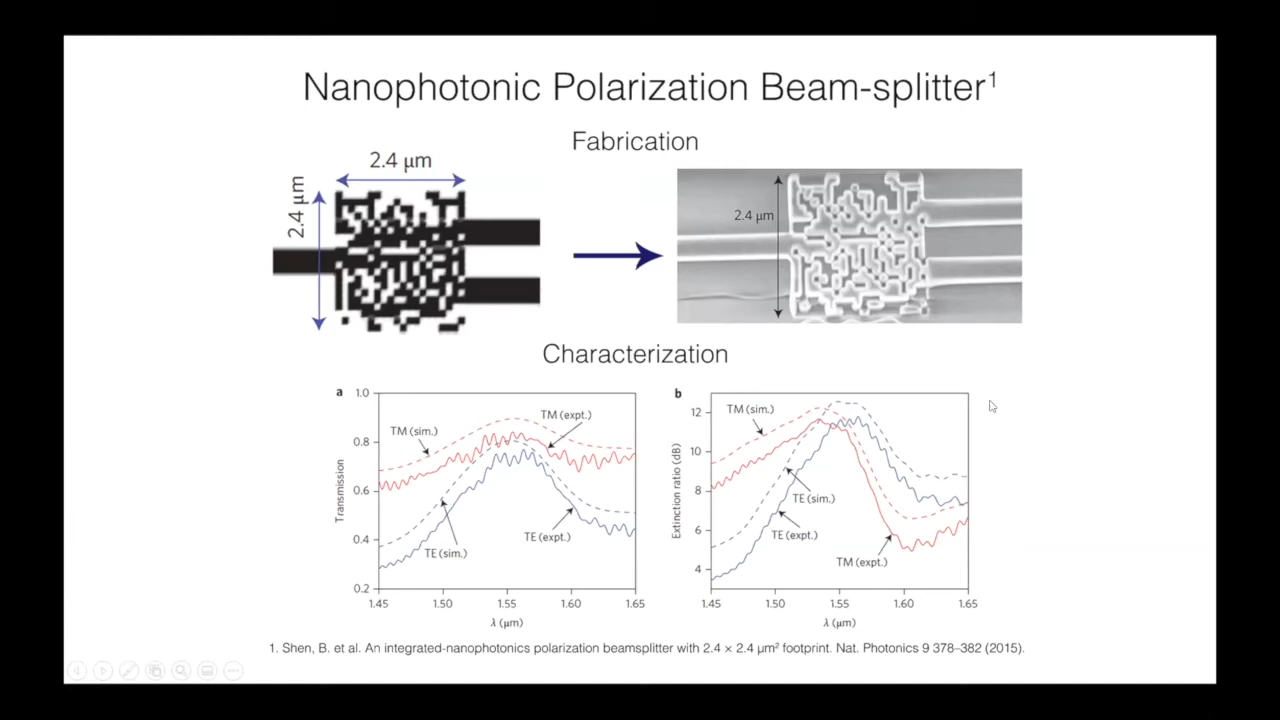 Nanophotonic Polarization Beam-splitter¹
Fabrication
2.4 µm
2.4 µm
2.4 µm
Characterization
a
1.0
0.8
0.6
0.4
0.2
Transmission
TM (sim.)
TM (expt.)
TE (sim.)
TE (expt.)
1.45 1.50 1.55 1.60 1.65
λ (µm)
b
12
10
8
6
4
Extinction ratio (dB)
TM (sim.)
TE (sim.)
TE (expt.)
TM (expt.)
1.45 1.50 1.55 1.60 1.65
λ (µm)
1. Shen, B. et al. An integrated-nanophotonics polarization beamsplitter with 2.4 × 2.4 µm² footprint. Nat. Photonics 9 378–382 (2015).